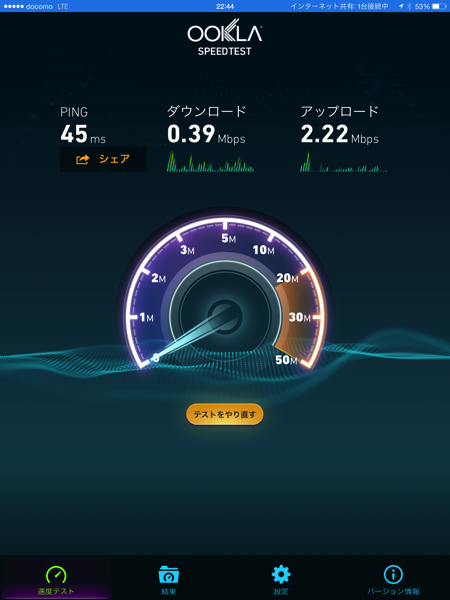 docomo LTE 22:44 インターネット共有: 1台接続中 53%
OOKLA
SPEEDTEST
PING ダウンロード アップロード
45 ms 0.39 Mbps 2.22 Mbps
シェア
5M
3M 10M
2M 20M
1M 30M
0 50M
テストをやり直す
速度テスト 結果 設定 バージョン情報